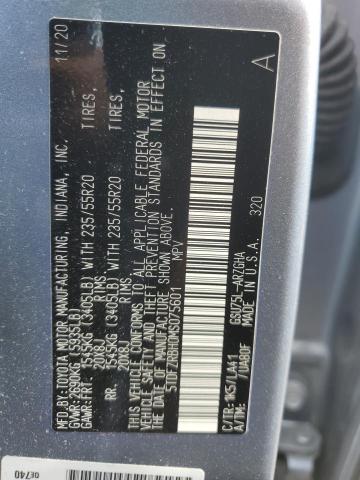 MFD.BY:TOYOTA MOTOR MANUFACTURING, INDIANA, INC. 11/20
GVWR:2690KG (5935LB)
GAWR:FRT. 1545KG (3405LB) WITH 235/55R20 TIRES,
20X8J RIMS
RR. 1545KG (3405LB) WITH 235/55R20 TIRES,
20X8J RIMS
THIS VEHICLE CONFORMS TO ALL APPLICABLE FEDERAL MOTOR
VEHICLE SAFETY AND THEFT PREVENTION STANDARDS IN EFFECT ON
THE DATE OF MANUFACTURE SHOWN ABOVE.
5TDFZRBH0MS075601 MPV A
C/TR:1K5/LA41 GSU75L-ARZGHA
A/TM: /UA80F MADE IN U.S.A. 320
0E740